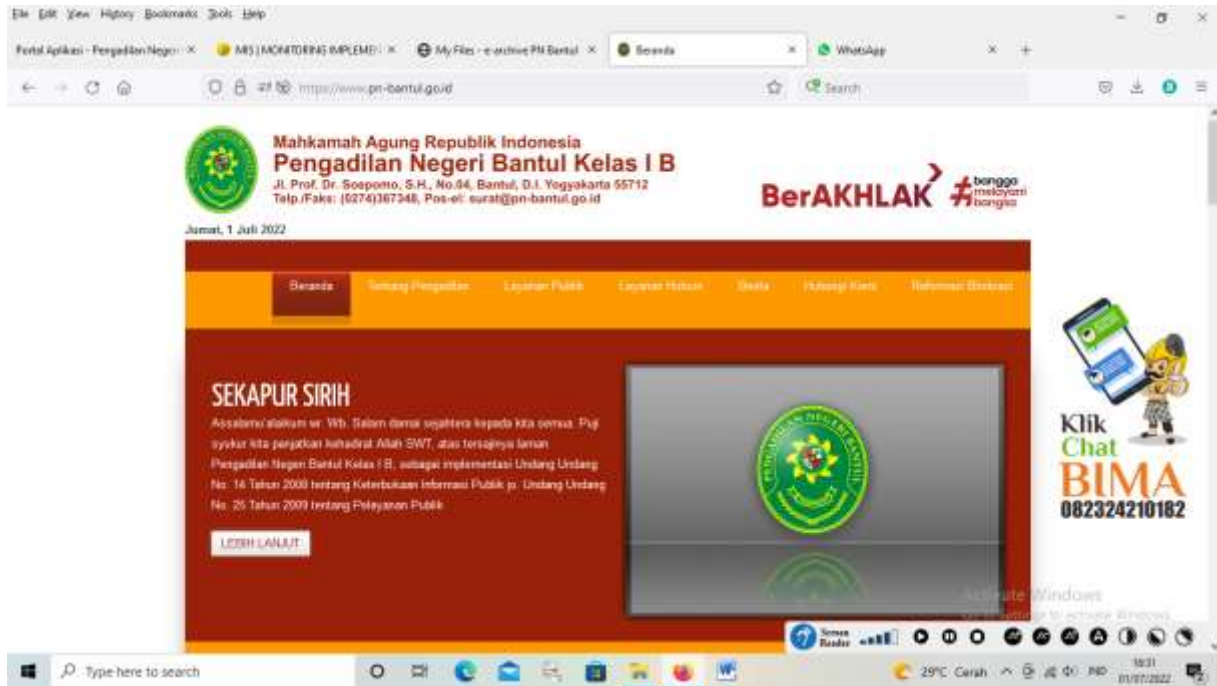 File Edit View History Bookmarks Tools Help
Portal Aplikasi - Pengadilan Neger
MIS | MONITORING IMPLEME
My Files - e-archive PN Bantul
Beranda
WhatsApp
https://www.pn-bantul.go.id
Search
Mahkamah Agung Republik Indonesia
Pengadilan Negeri Bantul Kelas I B
Jl. Prof. Dr. Soepomo, S.H., No.04, Bantul, D.I. Yogyakarta 55712
Telp./Faks: (0274)367348, Pos-el: surat@pn-bantul.go.id
BerAKHLAK
# bangga
melayani
bangsa
Jumat, 1 Juli 2022
Beranda
Tentang Pengadilan
Layanan Publik
Layanan Hukum
Berita
Hubungi Kami
Reformasi Birokrasi
SEKAPUR SIRIH
Assalamu'alaikum wr. Wb. Salam damai sejahtera kepada kita semua. Puji
syukur kita panjatkan kehadirat Allah SWT, atas tersajinya laman
Pengadilan Negeri Bantul Kelas I B, sebagai implementasi Undang Undang
No. 14 Tahun 2008 tentang Keterbukaan Informasi Publik jo. Undang Undang
No. 25 Tahun 2009 tentang Pelayanan Publik
LEBIH LANJUT
PENGADILAN NEGERI BANTUL
Klik
Chat
BIMA
082324210182
Activate Windows
Screen
Reader
Type here to search
29°C Cerah
IND
16:31
01/07/2022